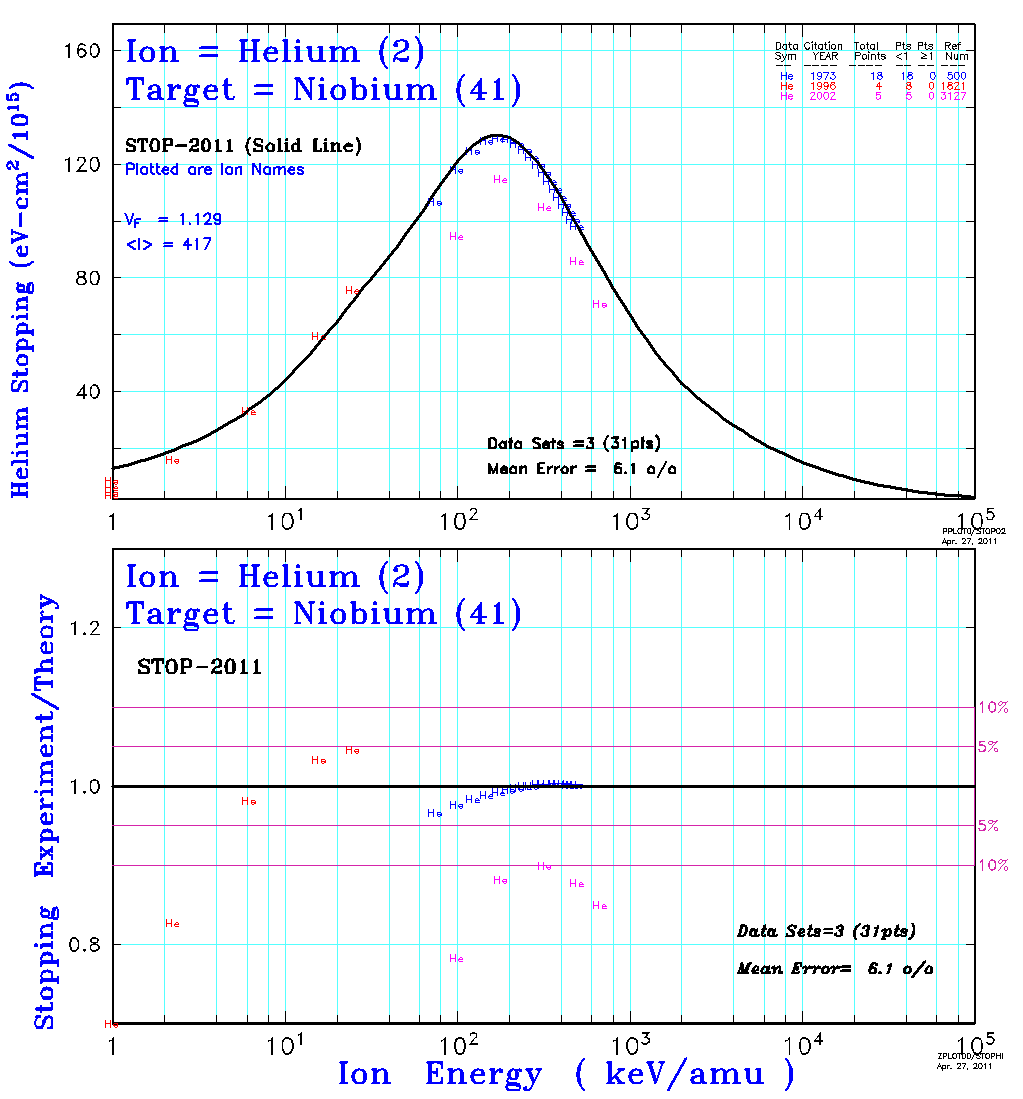 Ion = Helium (2)
Target = Niobium (41)
STOP-2011 (Solid Line)
Plotted are Ion Names
VF = 1.129
<I> = 417
Data Citation Total Pts Pts Ref
Sym YEAR Points <1 ≥1 Num
He 1973 18 18 0 500
He 1996 4 8 0 1821
He 2002 5 5 0 3127
Helium Stopping (eV-cm²/10¹⁵)
160
120
80
40
Data Sets =3 (31pts)
Mean Error = 6.1 o/o
1 10¹ 10² 10³ 10⁴ 10⁵
Apr. 27, 2011
Ion = Helium (2)
Target = Niobium (41)
STOP-2011
Stopping Experiment/Theory
1.2
1.0
0.8
10%
5%
5%
10%
Data Sets=3 (31pts)
Mean Error= 6.1 o/o
1 10¹ 10² 10³ 10⁴ 10⁵
Ion Energy ( keV/amu )
Apr. 27, 2011